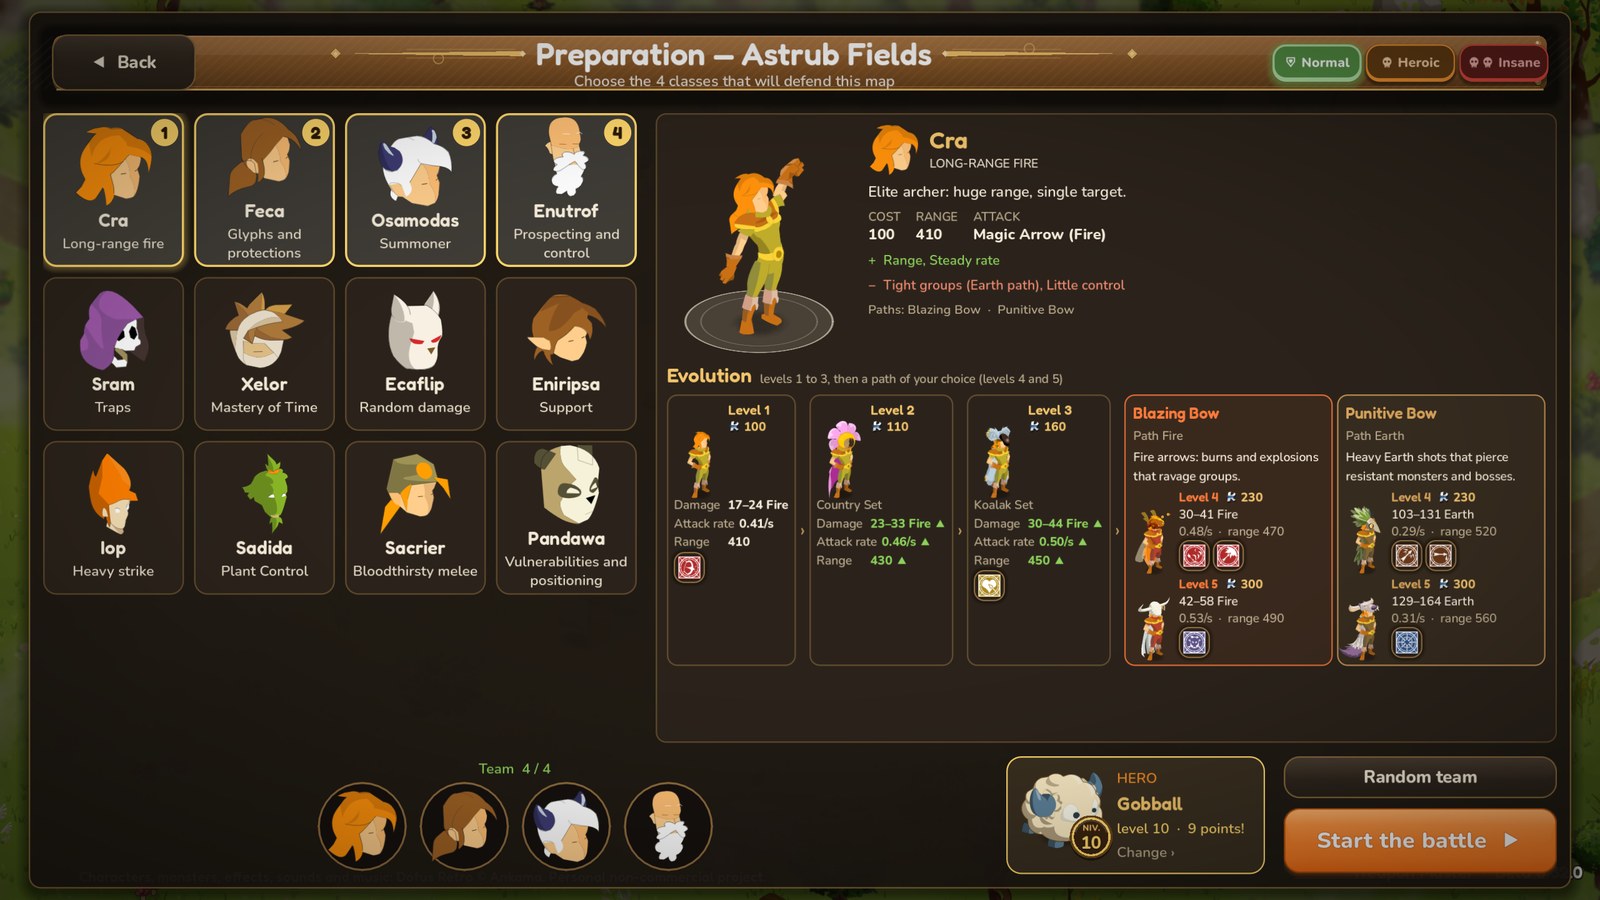 ◄ Back
Preparation — Astrub Fields
Choose the 4 classes that will defend this map
Normal
Heroic
Insane
1
Cra
Long-range fire
2
Feca
Glyphs and
protections
3
Osamodas
Summoner
4
Enutrof
Prospecting and
control
Sram
Traps
Xelor
Mastery of Time
Ecaflip
Random damage
Eniripsa
Support
Iop
Heavy strike
Sadida
Plant Control
Sacrier
Bloodthirsty melee
Pandawa
Vulnerabilities and
positioning
Cra
LONG-RANGE FIRE
Elite archer: huge range, single target.
COST RANGE ATTACK
100 410 Magic Arrow (Fire)
+ Range, Steady rate
– Tight groups (Earth path), Little control
Paths: Blazing Bow · Punitive Bow
Evolution levels 1 to 3, then a path of your choice (levels 4 and 5)
Level 1
100
Damage 17–24 Fire
Attack rate 0.41/s
Range 410
›
Level 2
110
Country Set
Damage 23–33 Fire ▲
Attack rate 0.46/s ▲
Range 430 ▲
›
Level 3
160
Koalak Set
Damage 30–44 Fire ▲
Attack rate 0.50/s ▲
Range 450 ▲
›
Blazing Bow
Path Fire
Fire arrows: burns and explosions
that ravage groups.
Level 4 230
30–41 Fire
0.48/s · range 470
Level 5 300
42–58 Fire
0.53/s · range 490
Punitive Bow
Path Earth
Heavy Earth shots that pierce
resistant monsters and bosses.
Level 4 230
103–131 Earth
0.29/s · range 520
Level 5 300
129–164 Earth
0.31/s · range 560
Team 4 / 4
HERO
Gobball
level 10 · 9 points!
Change ›
NIV.
10
Random team
Start the battle ►